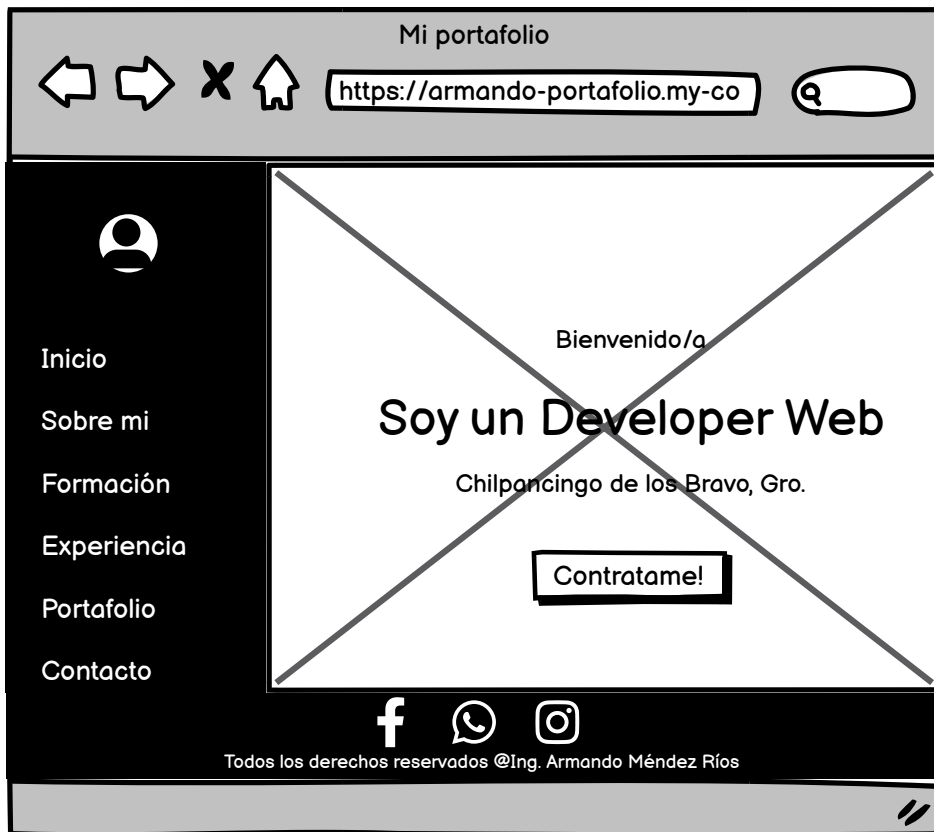 Mi portafolio
https://armando-portafolio.my-co
Inicio
Sobre mi
Formación
Experiencia
Portafolio
Contacto
Bienvenido/a
Soy un Developer Web
Chilpancingo de los Bravo, Gro.
Contratame!
Todos los derechos reservados @Ing. Armando Méndez Ríos